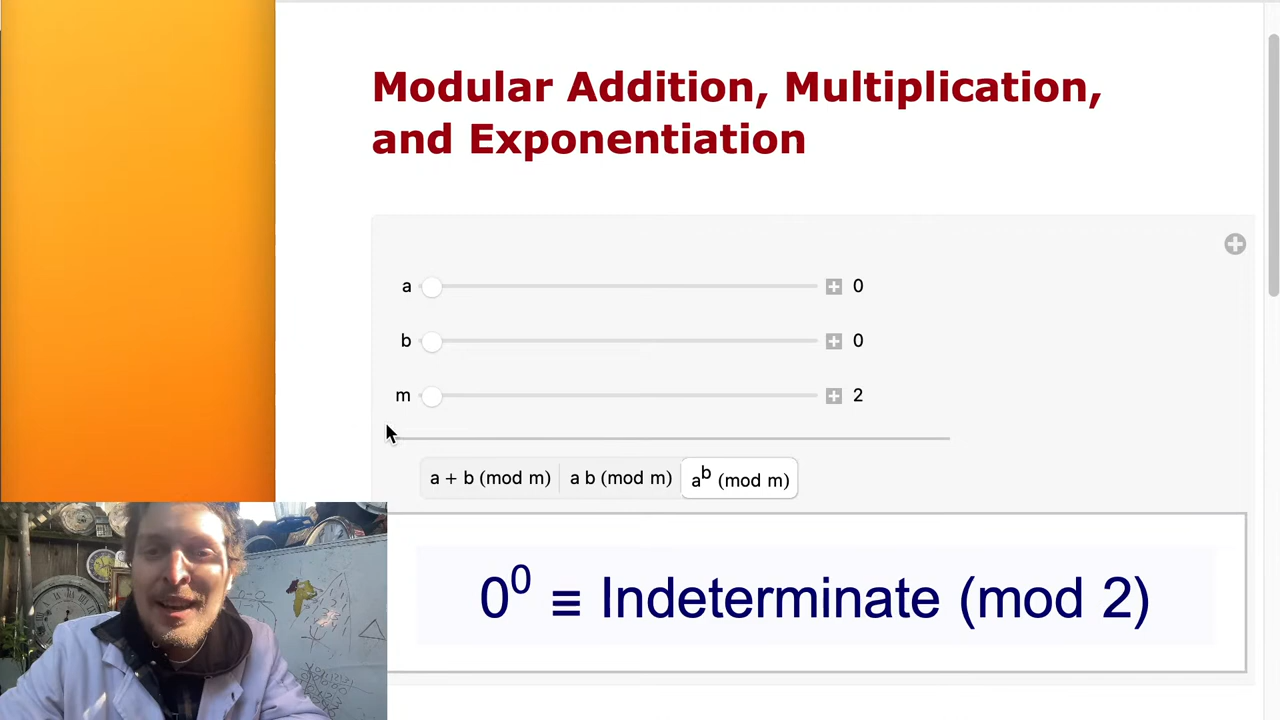 Modular Addition, Multiplication,
and Exponentiation
a 0
b 0
m 2
a + b (mod m) a b (mod m) a^b (mod m)
0^0 ≡ Indeterminate (mod 2)